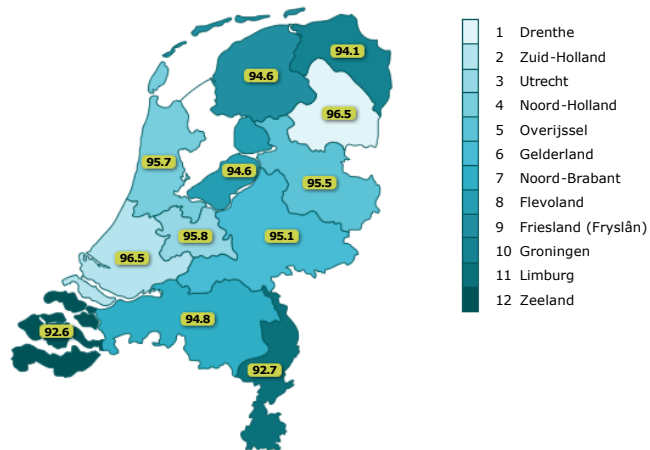 94.1
94.6
96.5
95.7
94.6
95.5
95.8
95.1
96.5
94.8
92.6
92.7
1 Drenthe
2 Zuid-Holland
3 Utrecht
4 Noord-Holland
5 Overijssel
6 Gelderland
7 Noord-Brabant
8 Flevoland
9 Friesland (Fryslân)
10 Groningen
11 Limburg
12 Zeeland